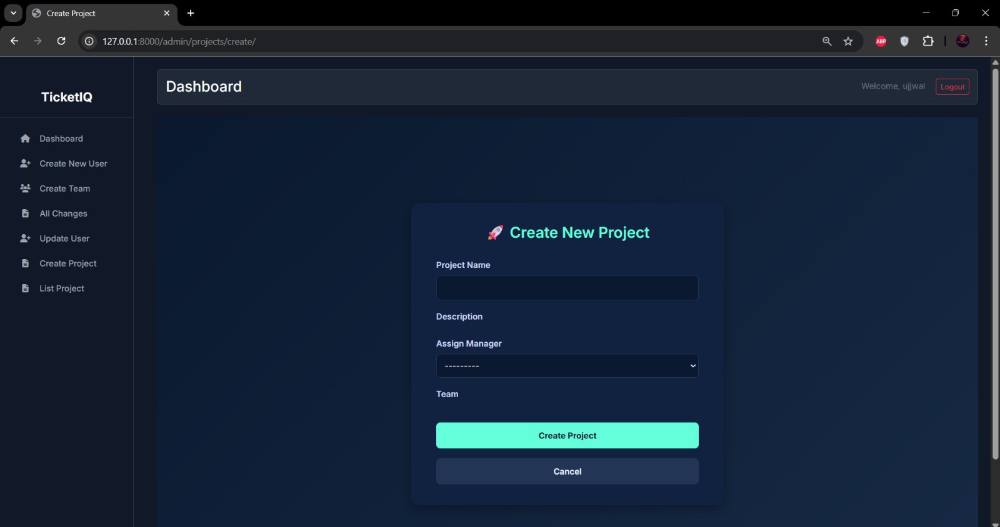 Create Project
127.0.0.1:8000/admin/projects/create/
ABP
TicketIQ
Dashboard
Create New User
Create Team
All Changes
Update User
Create Project
List Project
Dashboard
Welcome, ujjwal
Logout
🚀 Create New Project
Project Name
Description
Assign Manager
---------
Team
Create Project
Cancel